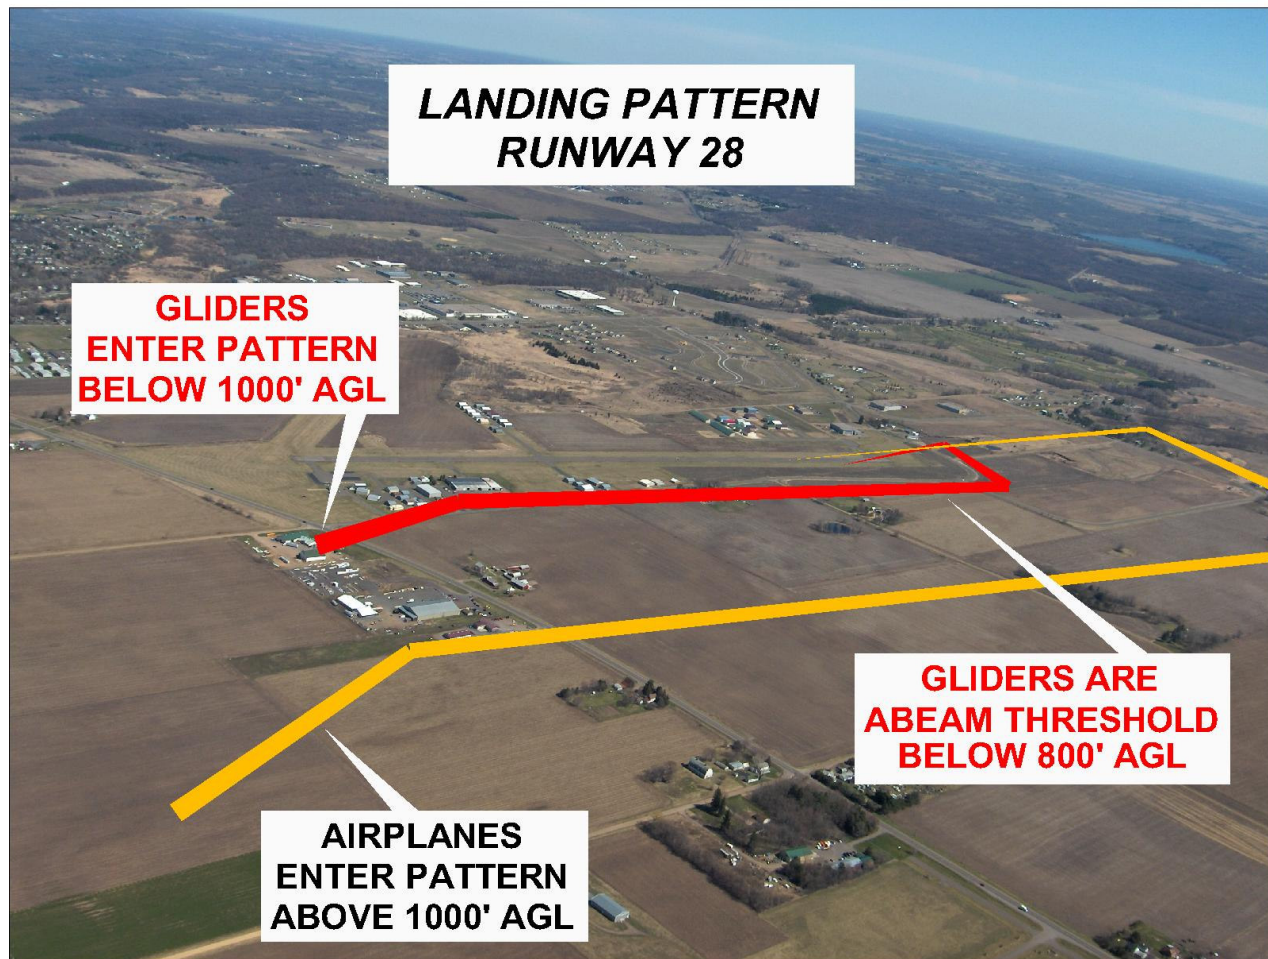 LANDING PATTERN
RUNWAY 28
GLIDERS
ENTER PATTERN
BELOW 1000' AGL
GLIDERS ARE
ABEAM THRESHOLD
BELOW 800' AGL
AIRPLANES
ENTER PATTERN
ABOVE 1000' AGL